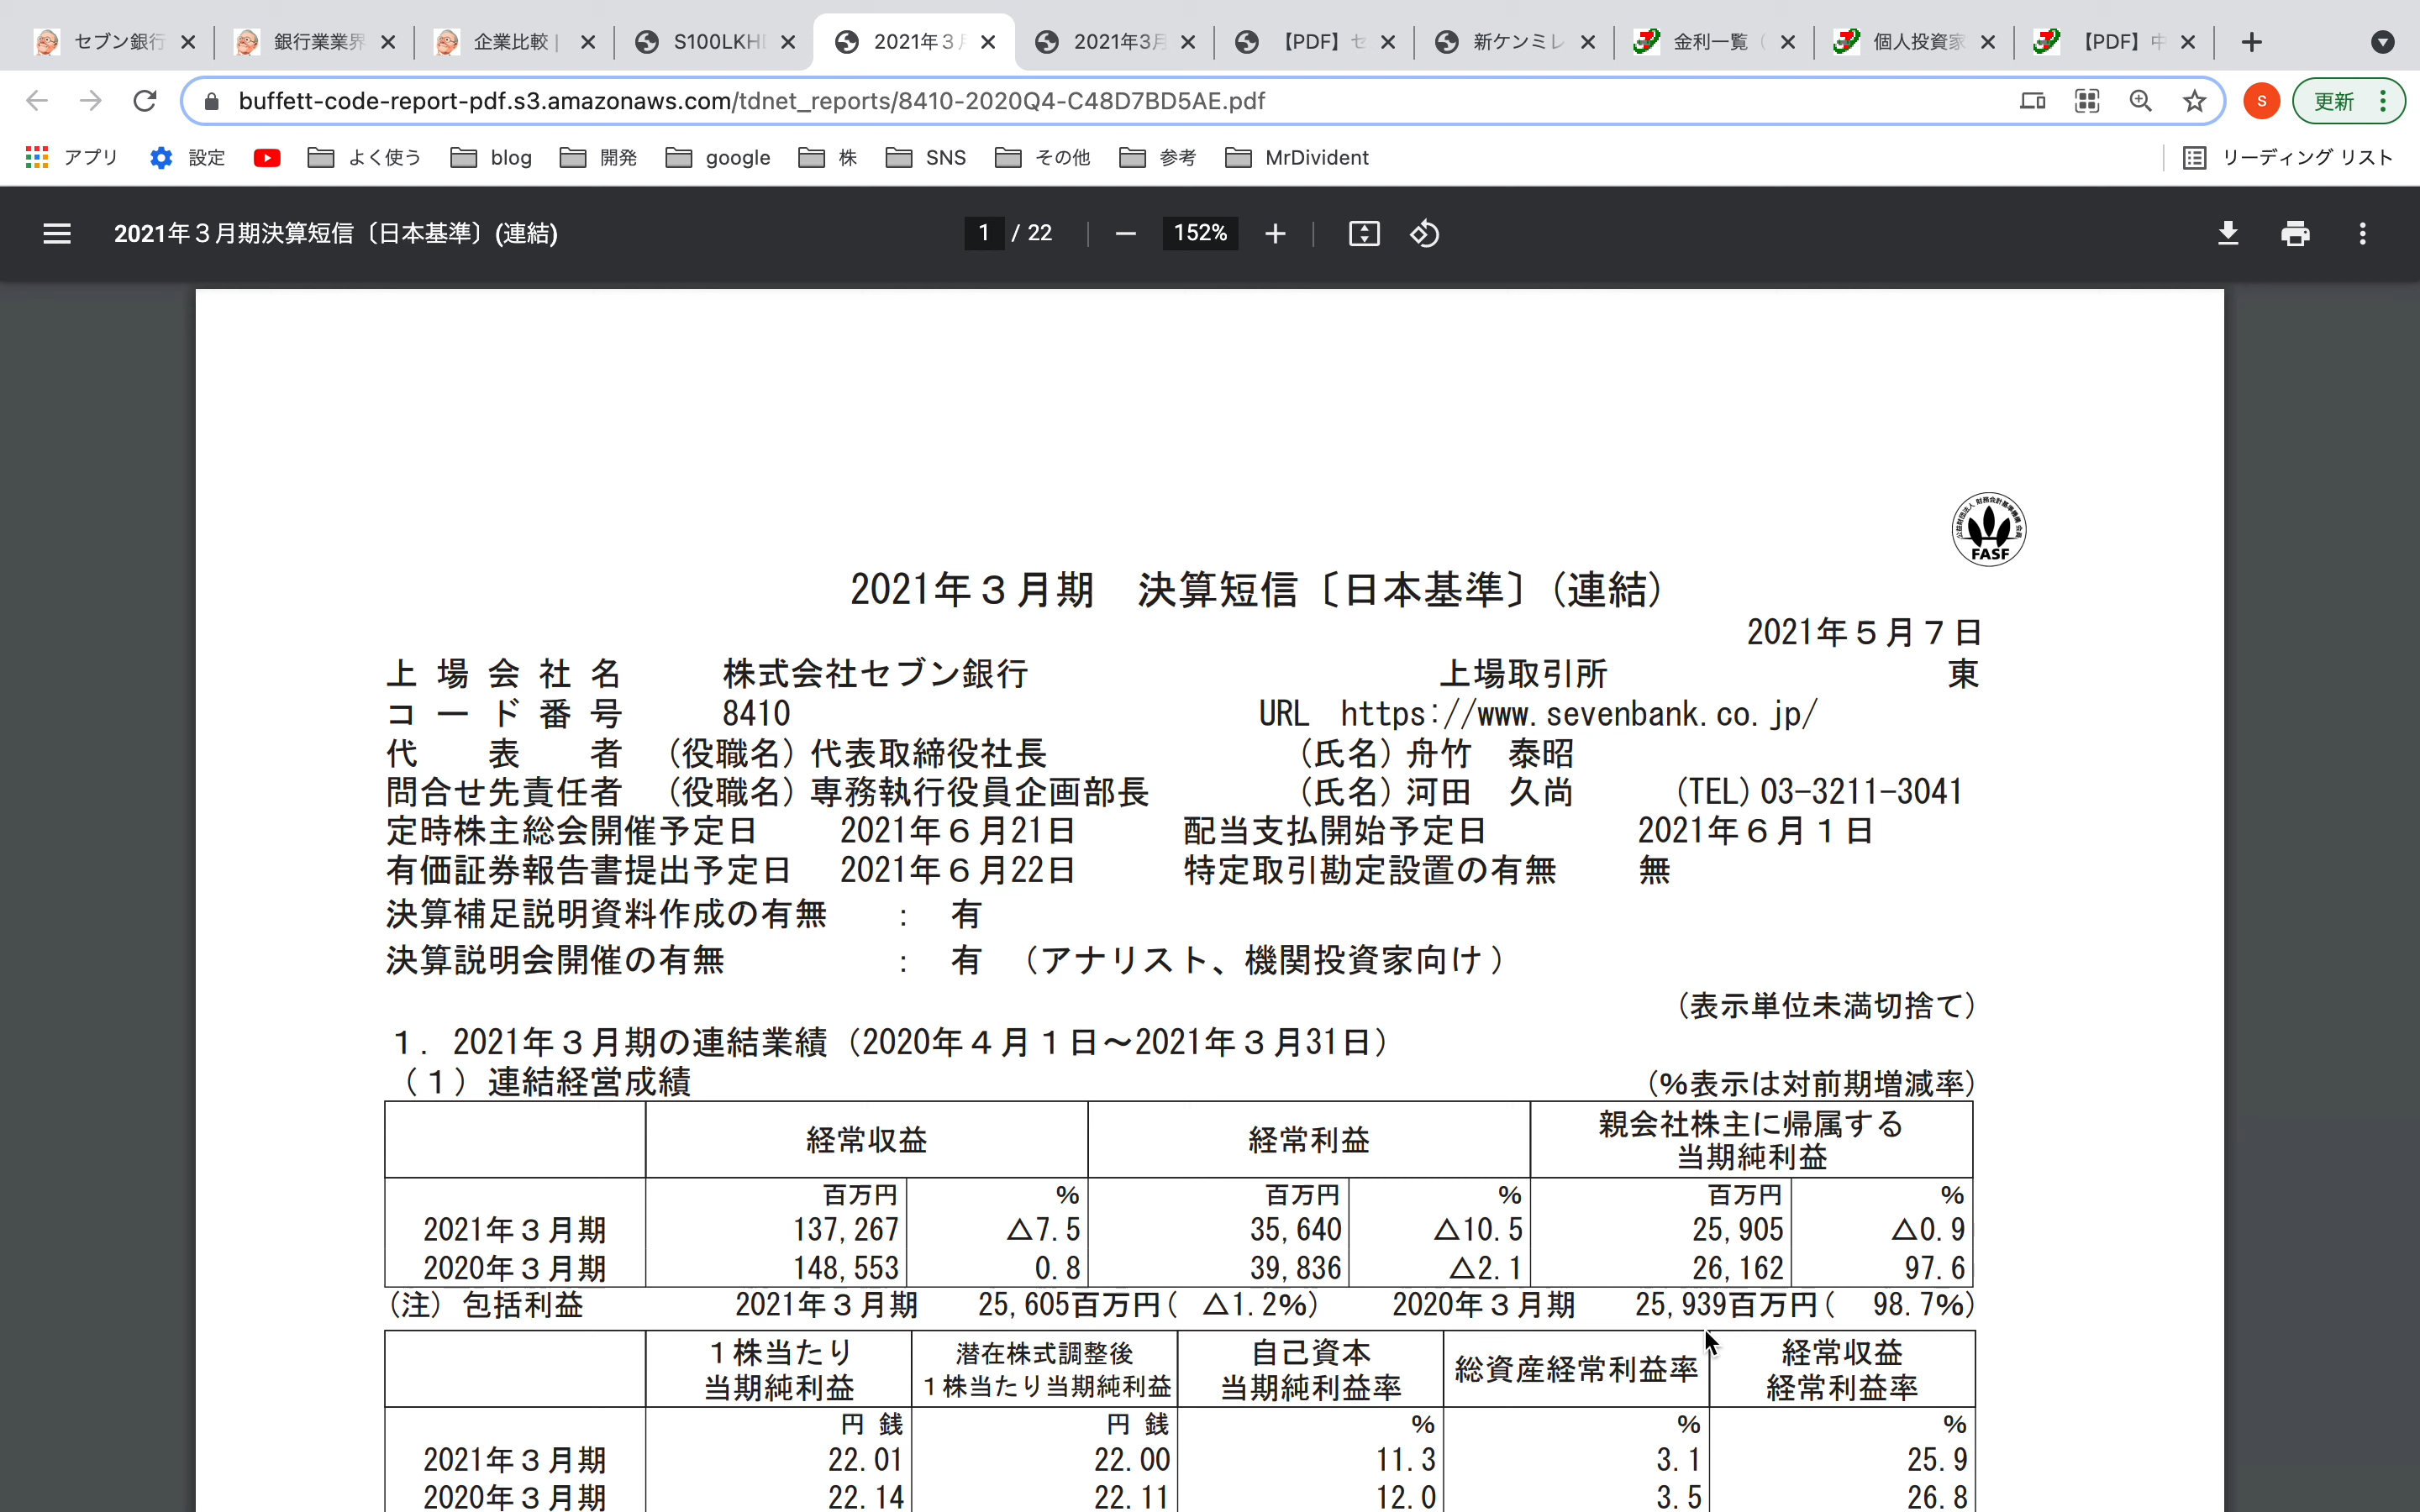 セブン銀行 銀行業業界 企業比較 | S100LKH 2021年３ 2021年3月 【PDF】セ 新ケンミレ 金利一覧 ( 個人投資家 【PDF】中
buffett-code-report-pdf.s3.amazonaws.com/tdnet_reports/8410-2020Q4-C48D7BD5AE.pdf S 更新
アプリ 設定 よく使う blog 開発 google 株 SNS その他 参考 MrDivident リーディング リスト
2021年３月期決算短信〔日本基準〕(連結) 1 / 22 152%
FASF
2021年３月期　決算短信〔日本基準〕(連結)
2021年５月７日
上場会社名 株式会社セブン銀行 上場取引所 東
コード番号 8410 URL https://www.sevenbank.co.jp/
代表者 (役職名) 代表取締役社長 (氏名) 舟竹　泰昭
問合せ先責任者 (役職名) 専務執行役員企画部長 (氏名) 河田　久尚 (TEL) 03-3211-3041
定時株主総会開催予定日 2021年６月21日 配当支払開始予定日 2021年６月１日
有価証券報告書提出予定日 2021年６月22日 特定取引勘定設置の有無 無
決算補足説明資料作成の有無 ： 有
決算説明会開催の有無 ： 有 （アナリスト、機関投資家向け）
(表示単位未満切捨て)
１．2021年３月期の連結業績（2020年４月１日～2021年３月31日）
（１）連結経営成績 (％表示は対前期増減率)
経常収益 経常利益 親会社株主に帰属する
当期純利益
百万円 ％ 百万円 ％ 百万円 ％
2021年３月期 137,267 △7.5 35,640 △10.5 25,905 △0.9
2020年３月期 148,553 0.8 39,836 △2.1 26,162 97.6
(注) 包括利益 2021年３月期 25,605百万円( △1.2％) 2020年３月期 25,939百万円( 98.7％)
１株当たり 潜在株式調整後 自己資本 総資産経常利益率 経常収益
当期純利益 １株当たり当期純利益 当期純利益率 経常利益率
円 銭 円 銭 ％ ％ ％
2021年３月期 22.01 22.00 11.3 3.1 25.9
2020年３月期 22.14 22.11 12.0 3.5 26.8